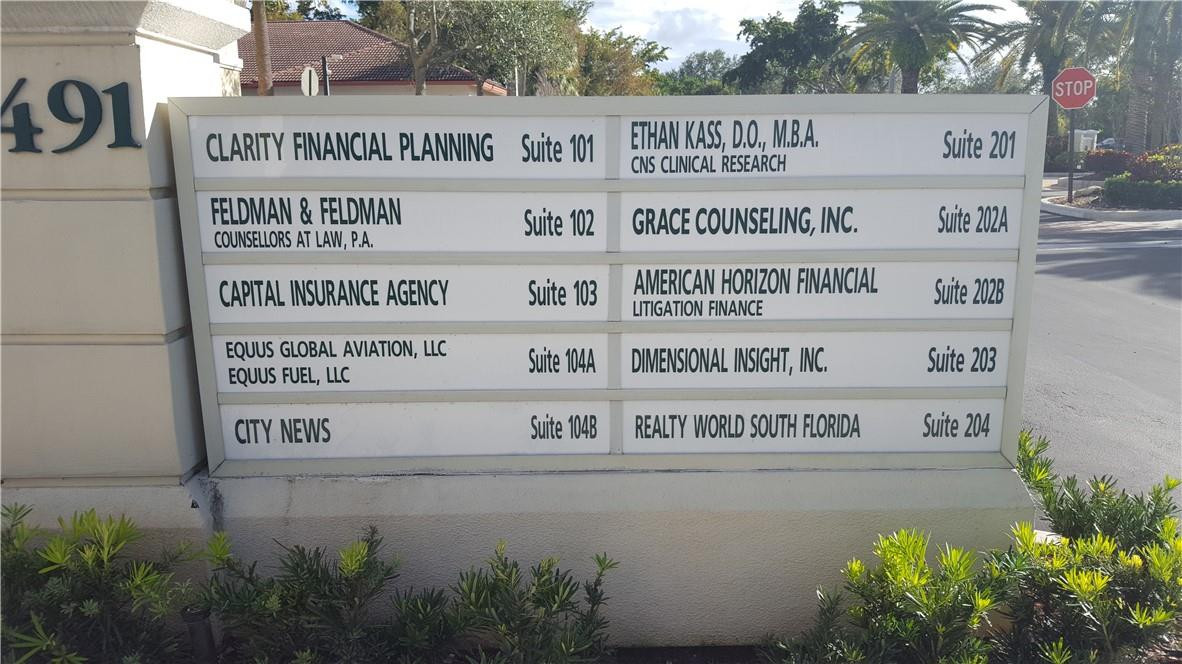 491
CLARITY FINANCIAL PLANNING Suite 101
FELDMAN & FELDMAN
COUNSELLORS AT LAW, P.A. Suite 102
CAPITAL INSURANCE AGENCY Suite 103
EQUUS GLOBAL AVIATION, LLC
EQUUS FUEL, LLC Suite 104A
CITY NEWS Suite 104B
ETHAN KASS, D.O., M.B.A.
CNS CLINICAL RESEARCH Suite 201
GRACE COUNSELING, INC. Suite 202A
AMERICAN HORIZON FINANCIAL
LITIGATION FINANCE Suite 202B
DIMENSIONAL INSIGHT, INC. Suite 203
REALTY WORLD SOUTH FLORIDA Suite 204
STOP